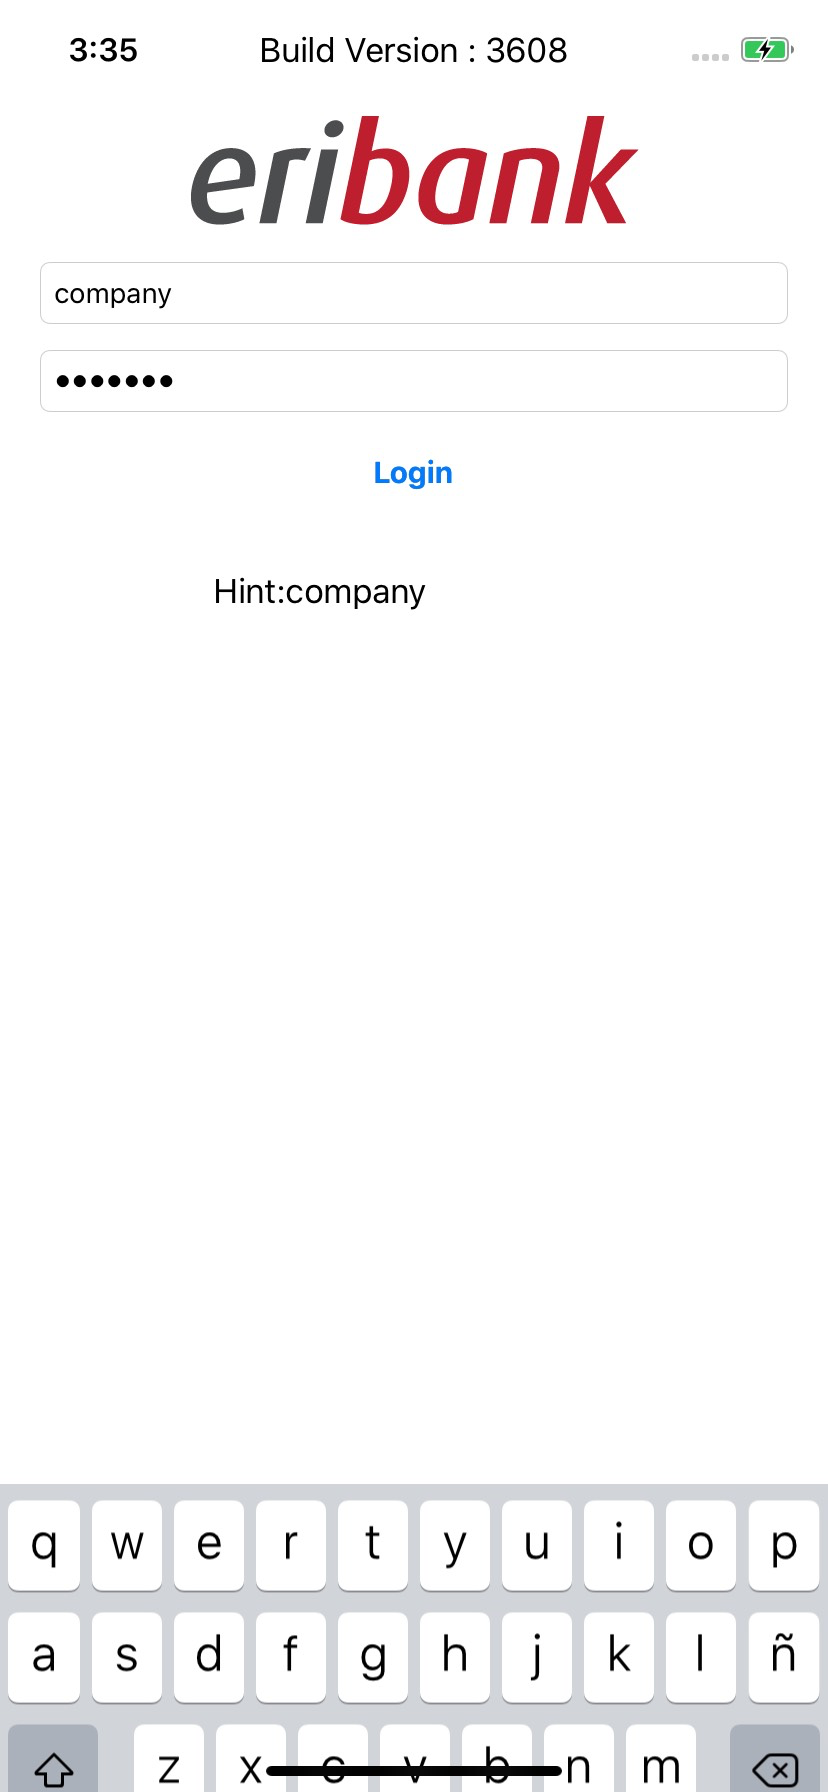 3:35 Build Version : 3608
eribank
company
•••••••
Login
Hint:company
q w e r t y u i o p
a s d f g h j k l ñ
z x c v b n m